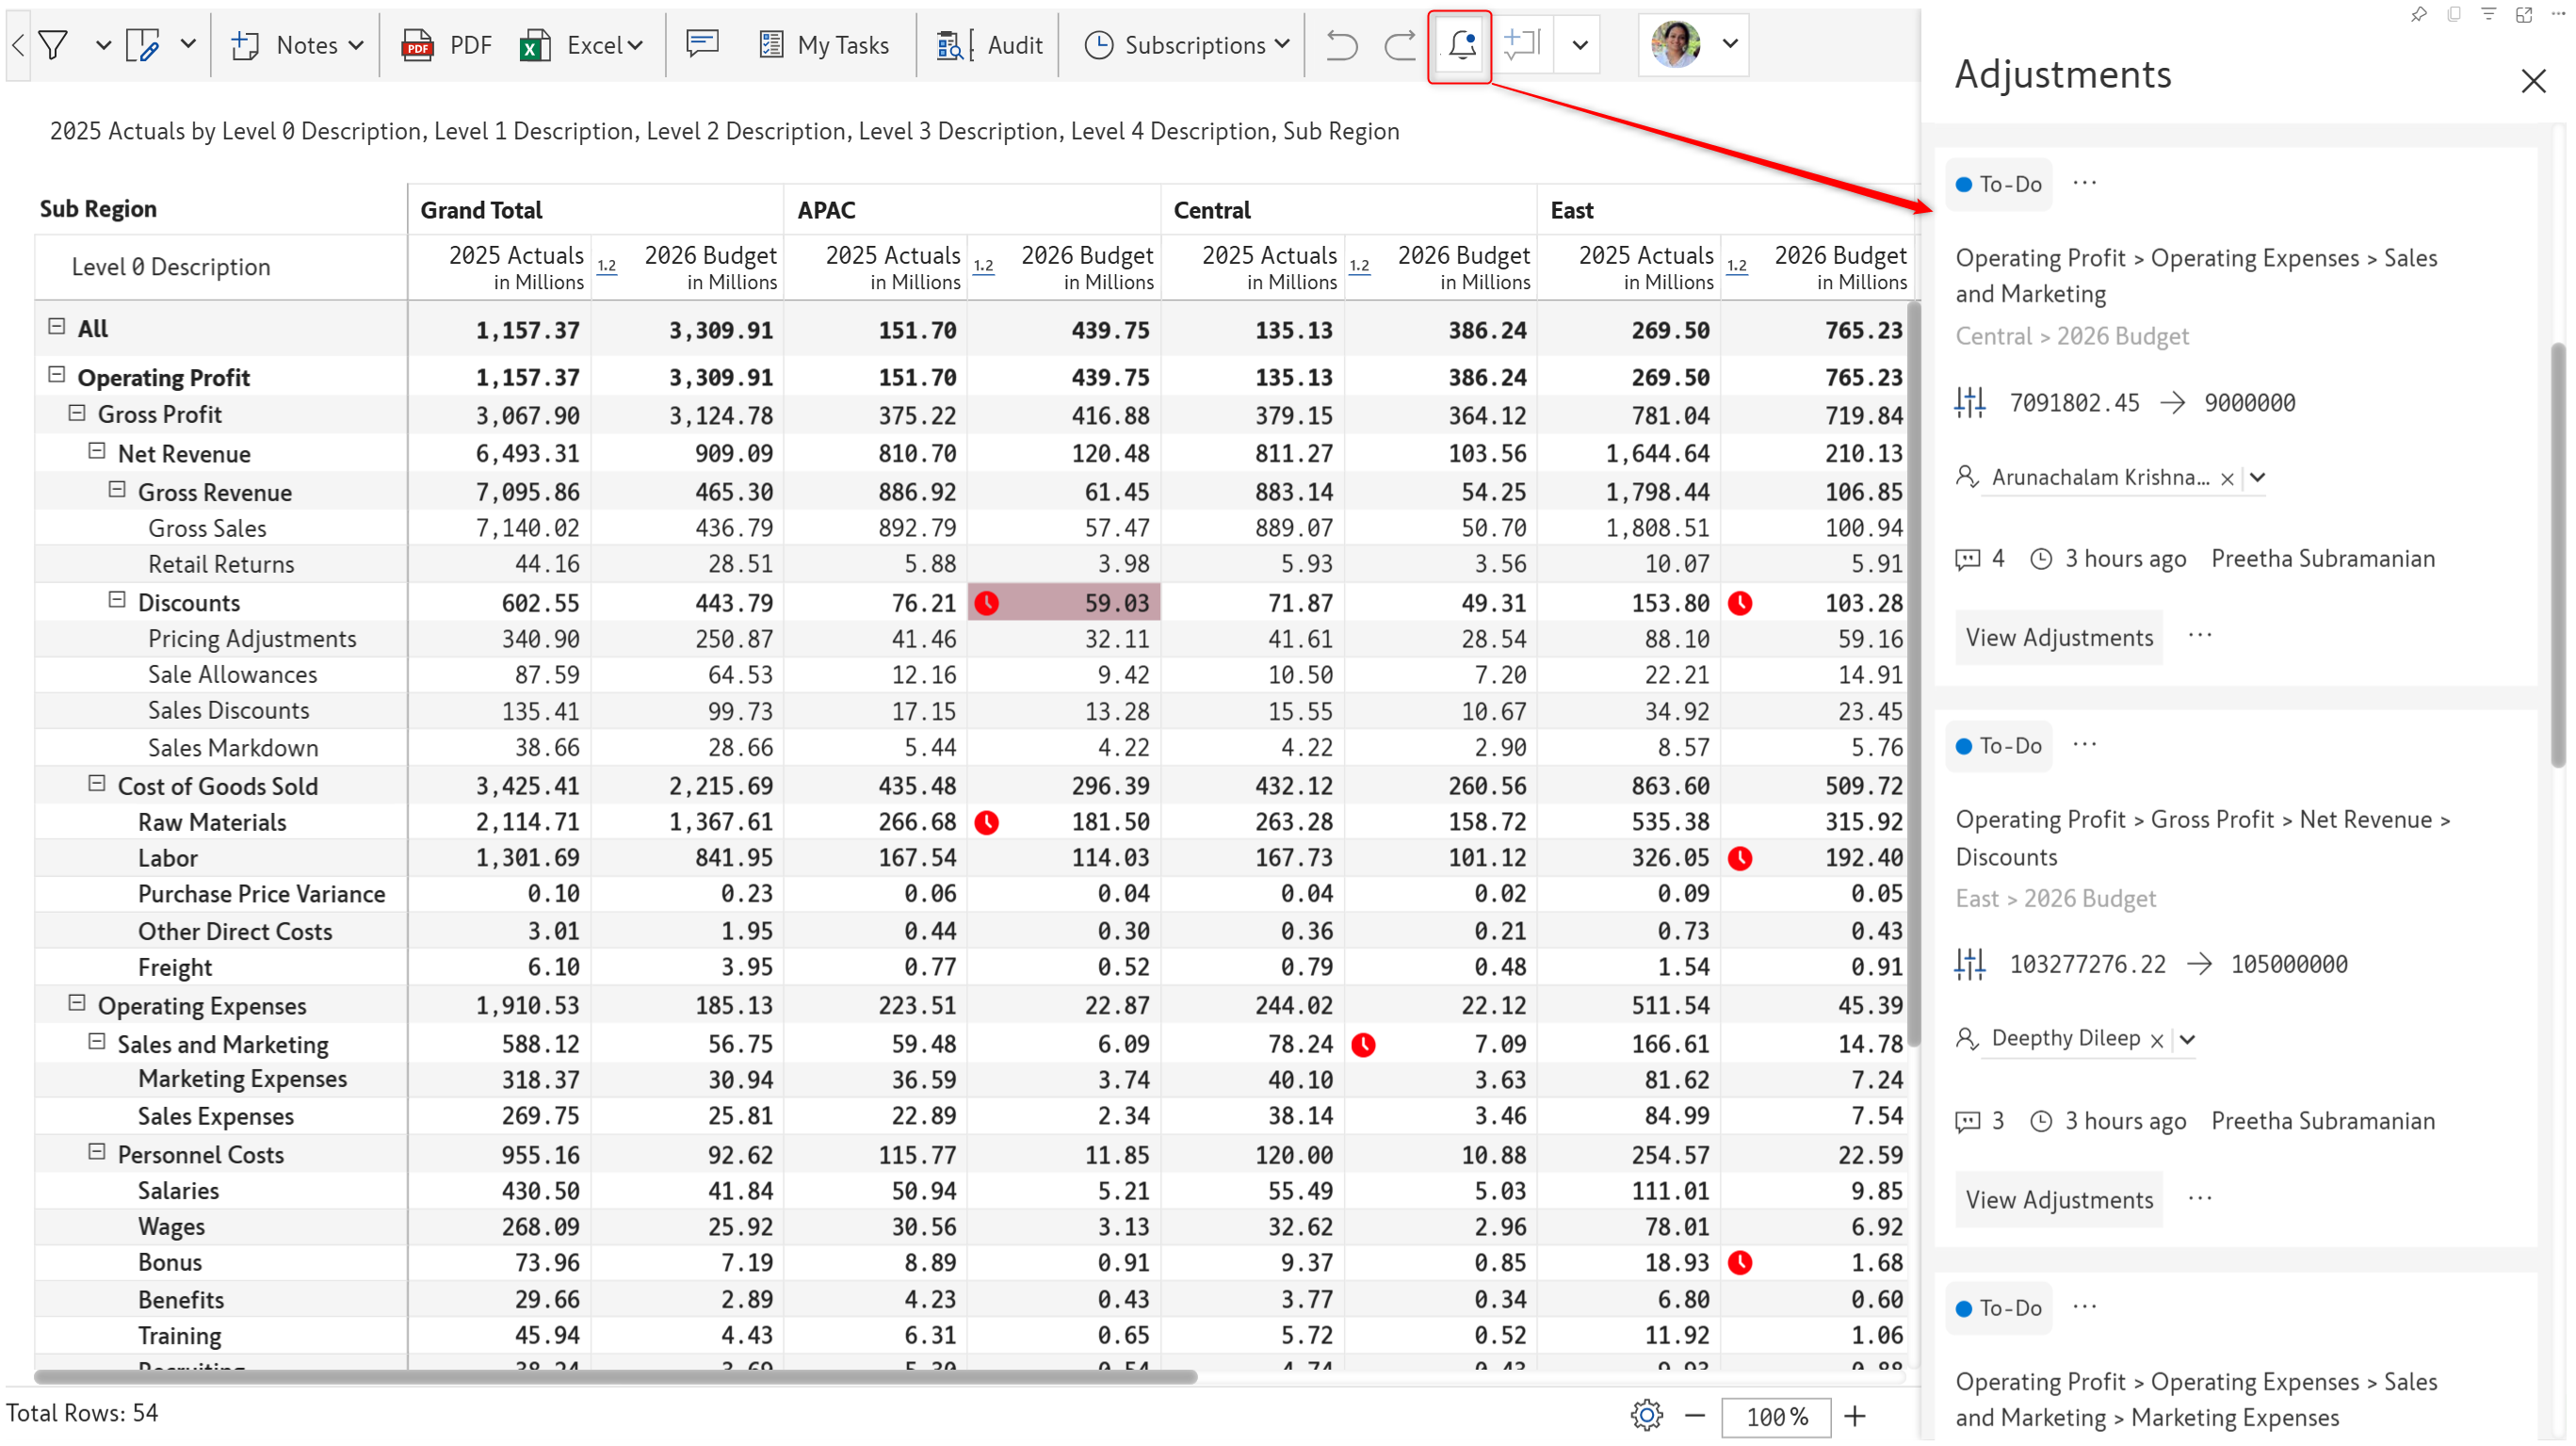 Notes PDF Excel My Tasks Audit Subscriptions
2025 Actuals by Level 0 Description, Level 1 Description, Level 2 Description, Level 3 Description, Level 4 Description, Sub Region
Sub Region Grand Total APAC Central East
Level 0 Description 2025 Actuals in Millions 1.2 2026 Budget in Millions 2025 Actuals in Millions 1.2 2026 Budget in Millions 2025 Actuals in Millions 1.2 2026 Budget in Millions 2025 Actuals in Millions 1.2 2026 Budget in Millions
All 1,157.37 3,309.91 151.70 439.75 135.13 386.24 269.50 765.23
Operating Profit 1,157.37 3,309.91 151.70 439.75 135.13 386.24 269.50 765.23
Gross Profit 3,067.90 3,124.78 375.22 416.88 379.15 364.12 781.04 719.84
Net Revenue 6,493.31 909.09 810.70 120.48 811.27 103.56 1,644.64 210.13
Gross Revenue 7,095.86 465.30 886.92 61.45 883.14 54.25 1,798.44 106.85
Gross Sales 7,140.02 436.79 892.79 57.47 889.07 50.70 1,808.51 100.94
Retail Returns 44.16 28.51 5.88 3.98 5.93 3.56 10.07 5.91
Discounts 602.55 443.79 76.21 59.03 71.87 49.31 153.80 103.28
Pricing Adjustments 340.90 250.87 41.46 32.11 41.61 28.54 88.10 59.16
Sale Allowances 87.59 64.53 12.16 9.42 10.50 7.20 22.21 14.91
Sales Discounts 135.41 99.73 17.15 13.28 15.55 10.67 34.92 23.45
Sales Markdown 38.66 28.66 5.44 4.22 4.22 2.90 8.57 5.76
Cost of Goods Sold 3,425.41 2,215.69 435.48 296.39 432.12 260.56 863.60 509.72
Raw Materials 2,114.71 1,367.61 266.68 181.50 263.28 158.72 535.38 315.92
Labor 1,301.69 841.95 167.54 114.03 167.73 101.12 326.05 192.40
Purchase Price Variance 0.10 0.23 0.06 0.04 0.04 0.02 0.09 0.05
Other Direct Costs 3.01 1.95 0.44 0.30 0.36 0.21 0.73 0.43
Freight 6.10 3.95 0.77 0.52 0.79 0.48 1.54 0.91
Operating Expenses 1,910.53 185.13 223.51 22.87 244.02 22.12 511.54 45.39
Sales and Marketing 588.12 56.75 59.48 6.09 78.24 7.09 166.61 14.78
Marketing Expenses 318.37 30.94 36.59 3.74 40.10 3.63 81.62 7.24
Sales Expenses 269.75 25.81 22.89 2.34 38.14 3.46 84.99 7.54
Personnel Costs 955.16 92.62 115.77 11.85 120.00 10.88 254.57 22.59
Salaries 430.50 41.84 50.94 5.21 55.49 5.03 111.01 9.85
Wages 268.09 25.92 30.56 3.13 32.62 2.96 78.01 6.92
Bonus 73.96 7.19 8.89 0.91 9.37 0.85 18.93 1.68
Benefits 29.66 2.89 4.23 0.43 3.77 0.34 6.80 0.60
Training 45.94 4.43 6.31 0.65 5.72 0.52 11.92 1.06
Recruiting 38.24 3.69 5.30 0.54 4.74 0.43 9.93 0.88
Total Rows: 54
100 %
Adjustments
To-Do
Operating Profit > Operating Expenses > Sales
and Marketing
Central > 2026 Budget
7091802.45 → 9000000
Arunachalam Krishna...
4 3 hours ago Preetha Subramanian
View Adjustments
To-Do
Operating Profit > Gross Profit > Net Revenue >
Discounts
East > 2026 Budget
103277276.22 → 105000000
Deepthy Dileep
3 3 hours ago Preetha Subramanian
View Adjustments
To-Do
Operating Profit > Operating Expenses > Sales
and Marketing > Marketing Expenses